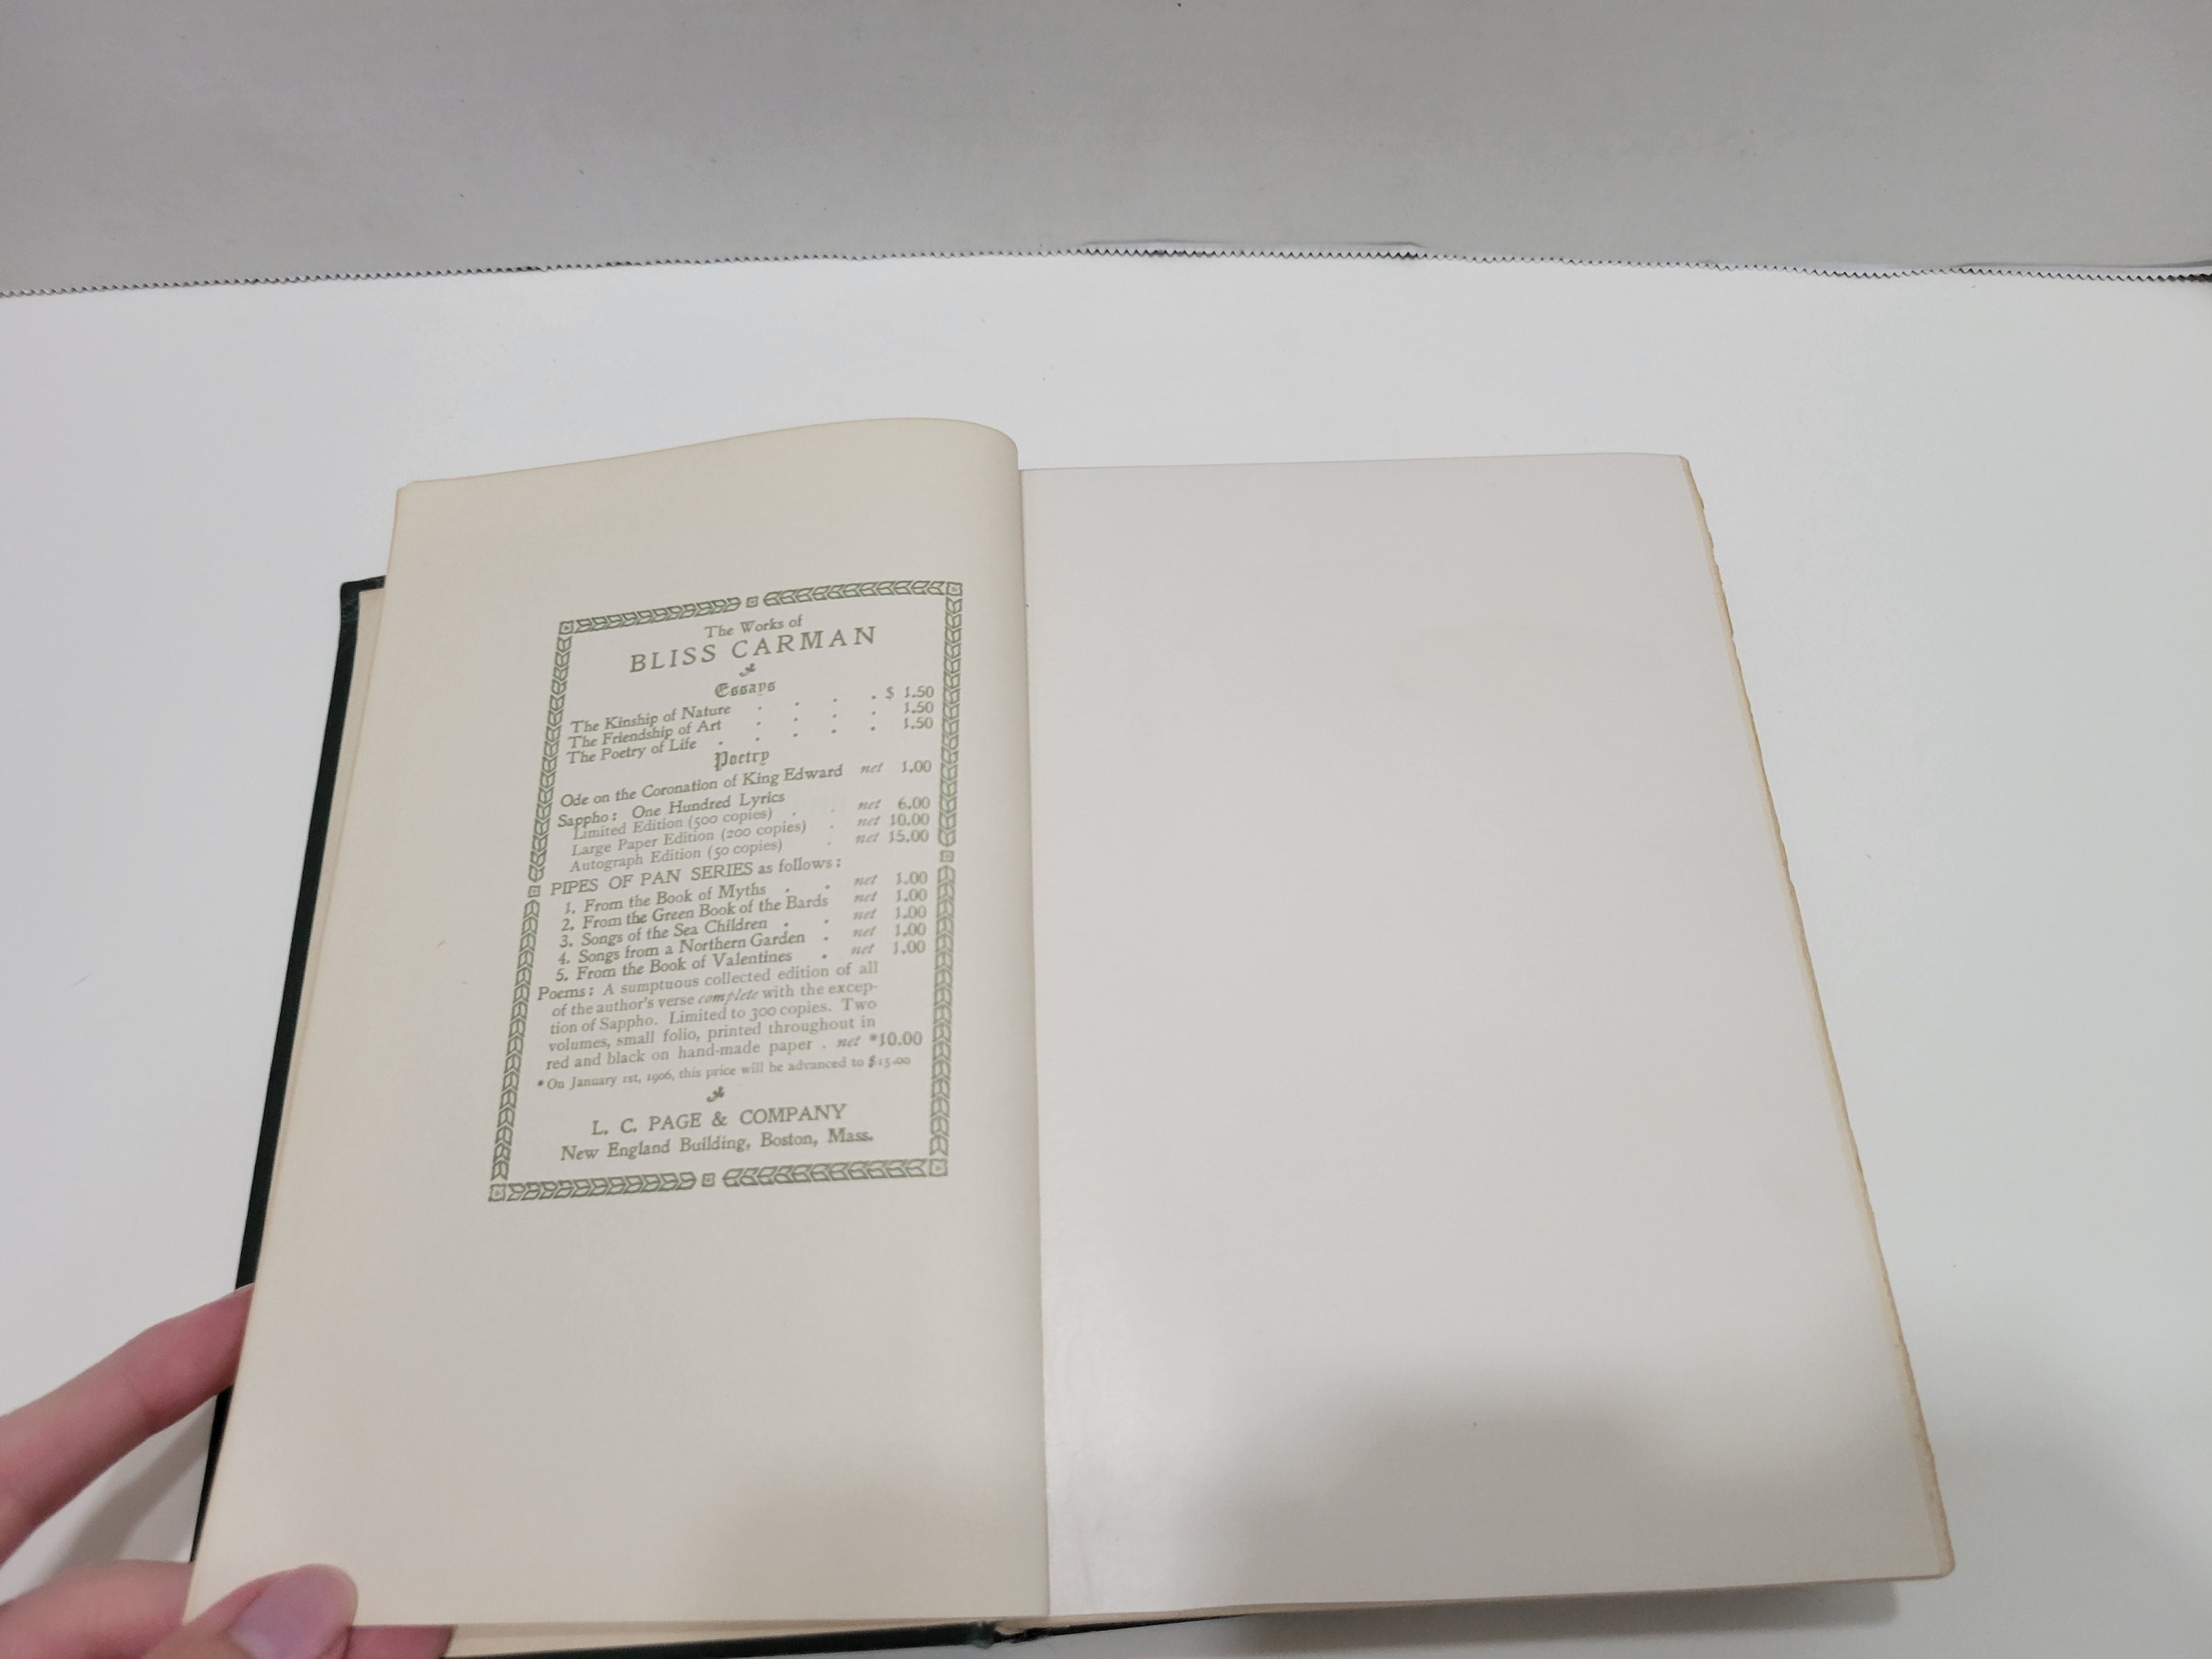 The Works of
BLISS CARMAN
Essays
The Kinship of Nature . . . . $ 1.50
The Friendship of Art . . . . 1.50
The Poetry of Life . . . . . 1.50
Poetry
Ode on the Coronation of King Edward net 1.00
Sappho: One Hundred Lyrics
Limited Edition (500 copies) . . net 6.00
Large Paper Edition (200 copies) . net 10.00
Autograph Edition (50 copies) . net 15.00
PIPES OF PAN SERIES as follows:
1. From the Book of Myths . . net 1.00
2. From the Green Book of the Bards net 1.00
3. Songs of the Sea Children . . net 1.00
4. Songs from a Northern Garden . net 1.00
5. From the Book of Valentines . net 1.00
Poems: A sumptuous collected edition of all
of the author's verse complete with the excep-
tion of Sappho. Limited to 300 copies. Two
volumes, small folio, printed throughout in
red and black on hand-made paper . net *10.00
* On January 1st, 1906, this price will be advanced to $15.00
L. C. PAGE & COMPANY
New England Building, Boston, Mass.